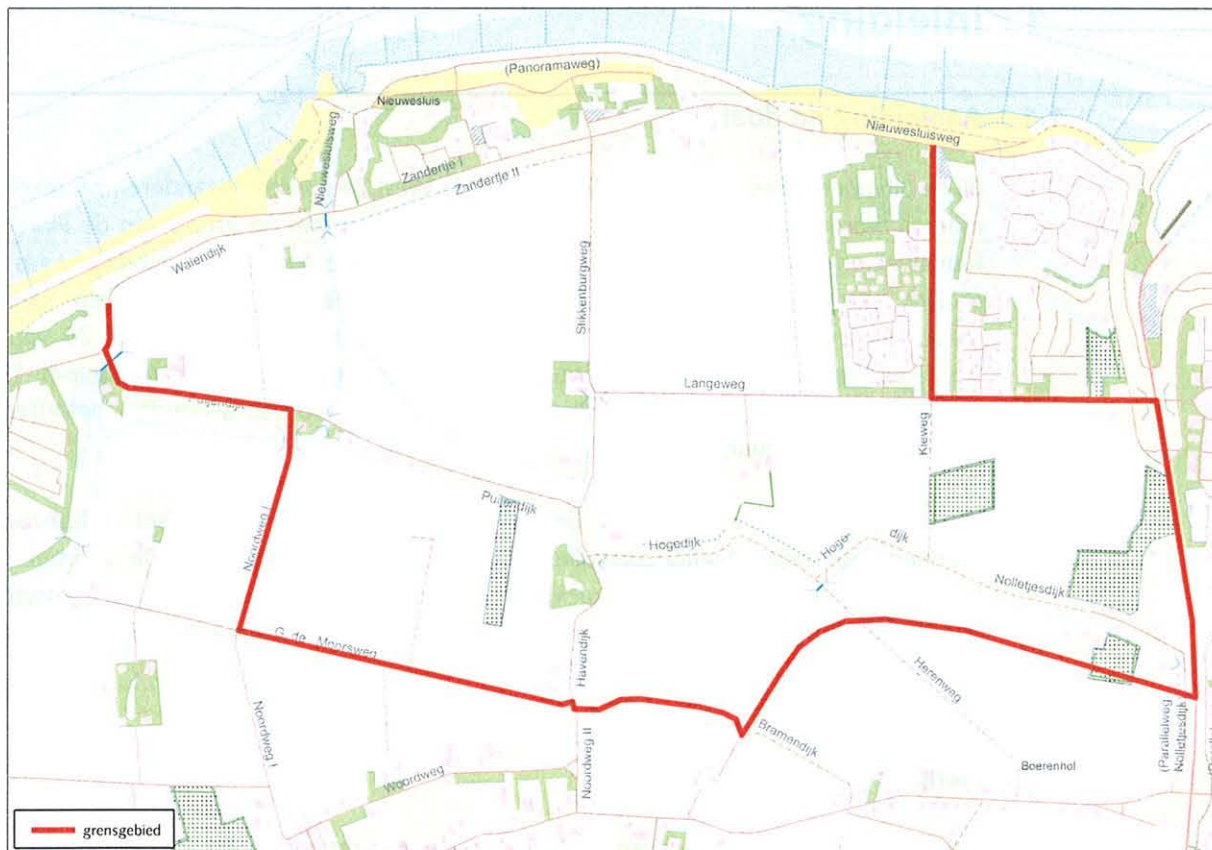 (Panoramaweg)
Nieuwesluis
Nieuwesluisweg
Nieuwesluisweg
Zandertje I
Zandertje II
Walendijk
Slikkenburgweg
Langeweg
Puijendijk
Kieweg
Puijendijk
Noordweg I
Hogedijk
Hoge-
dijk
Nolletjesdijk
G. de Moorsweg
Havendijk
Herenweg
Noordweg I
Noordweg II
Bramendijk
(Parallelweg
Nolletjesdijk
Boerenhol
Woordweg
grensgebied